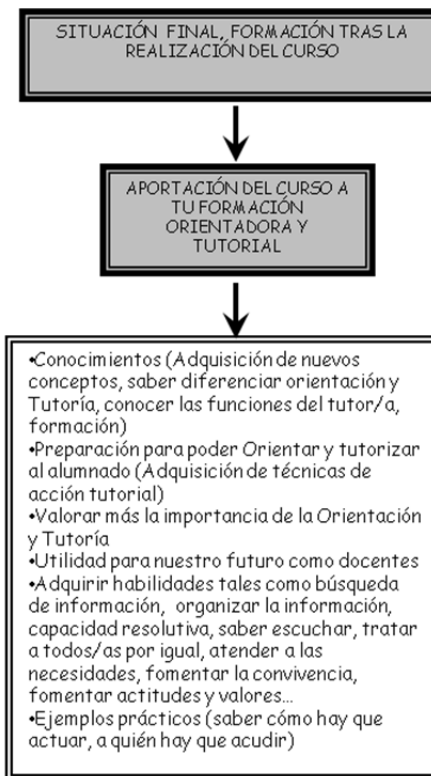 SITUACIÓN FINAL, FORMACIÓN TRAS LA
REALIZACIÓN DEL CURSO
APORTACIÓN DEL CURSO A
TU FORMACIÓN
ORIENTADORA Y
TUTORIAL
•Conocimientos (Adquisición de nuevos
conceptos, saber diferenciar orientación y
Tutoría, conocer las funciones del tutor/a,
formación)
•Preparación para poder Orientar y tutorizar
al alumnado (Adquisición de técnicas de
acción tutorial)
•Valorar más la importancia de la Orientación
y Tutoría
•Utilidad para nuestro futuro como docentes
•Adquirir habilidades tales como búsqueda
de información, organizar la información,
capacidad resolutiva, saber escuchar, tratar
a todos/as por igual, atender a las
necesidades, fomentar la convivencia,
fomentar actitudes y valores...
•Ejemplos prácticos (saber cómo hay que
actuar, a quién hay que acudir)